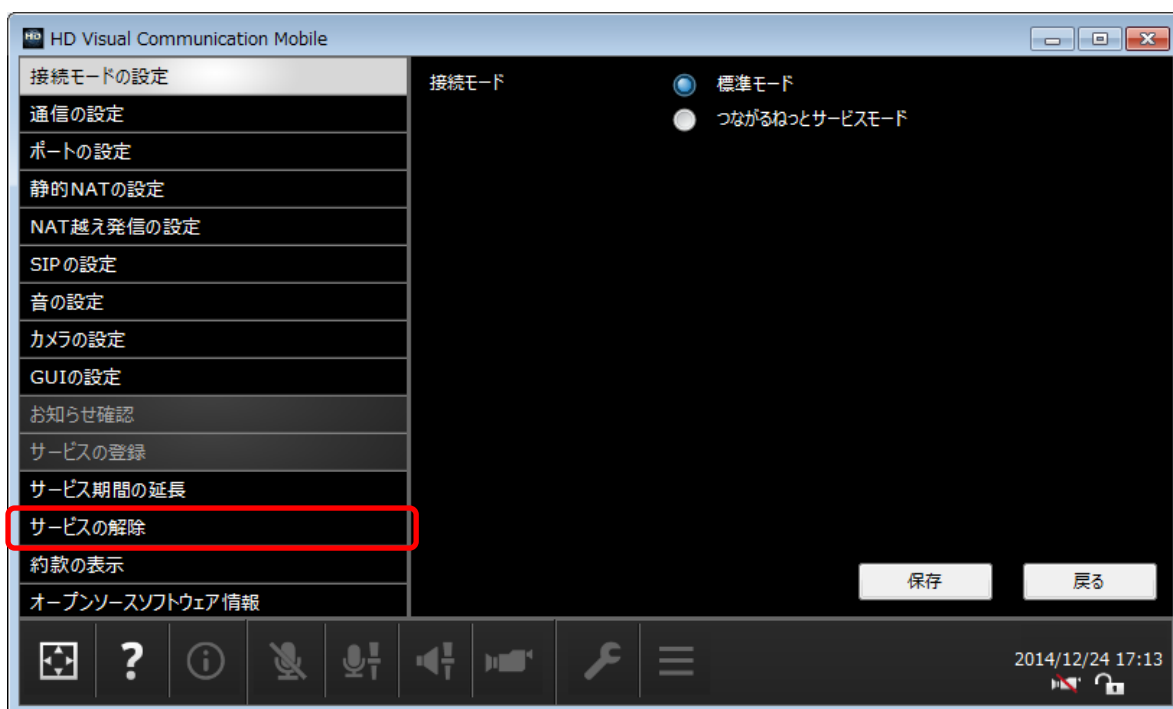 HD Visual Communication Mobile
接続モードの設定
通信の設定
ポートの設定
静的NATの設定
NAT越え発信の設定
SIPの設定
音の設定
カメラの設定
GUIの設定
お知らせ確認
サービスの登録
サービス期間の延長
サービスの解除
約款の表示
オープンソースソフトウェア情報
接続モード
標準モード
つながるねっとサービスモード
保存
戻る
2014/12/24 17:13